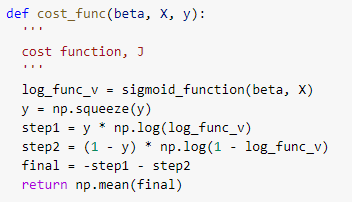 def cost_func(beta, X, y):
  '''
  cost function, J
  '''
  log_func_v = sigmoid_function(beta, X)
  y = np.squeeze(y)
  step1 = y * np.log(log_func_v)
  step2 = (1 - y) * np.log(1 - log_func_v)
  final = -step1 - step2
  return np.mean(final)